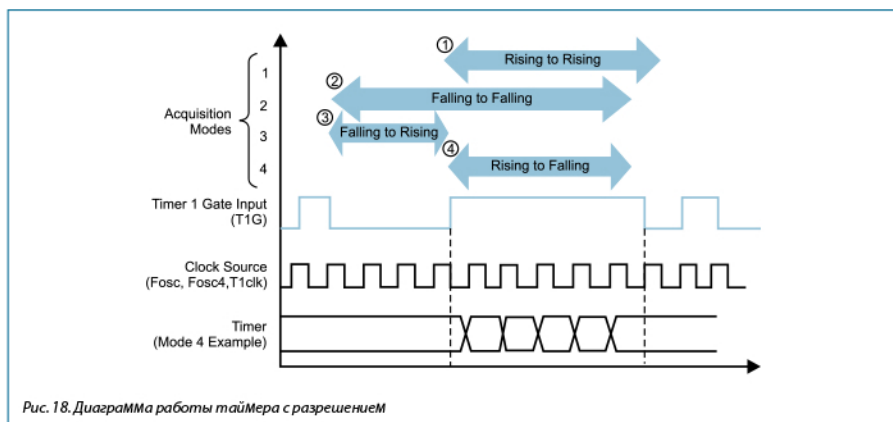 ① Rising to Rising
1
② Falling to Falling
2
Acquisition
Modes
③ Falling to Rising
3
④ Rising to Falling
4
Timer 1 Gate Input
(T1G)
Clock Source
(Fosc, Fosc4,T1clk)
Timer
(Mode 4 Example)
Рис. 18. Диаграмма работы таймера с разрешением